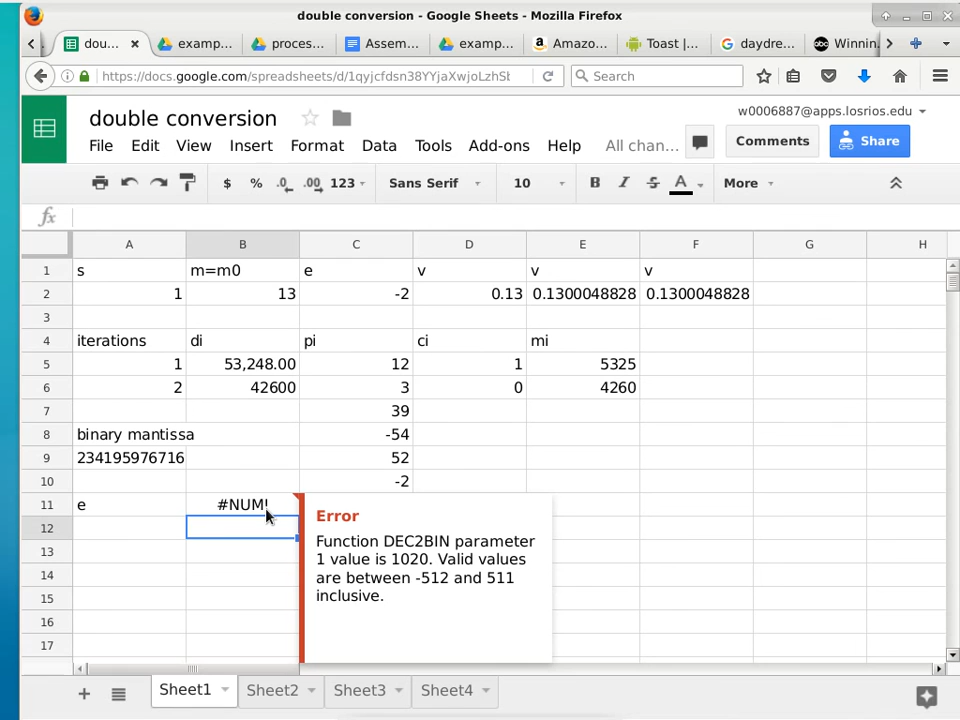 double conversion - Google Sheets - Mozilla Firefox
dou...
examp...
proces...
Assem...
examp...
Amazo...
Toast |...
daydre...
Winnin
https://docs.google.com/spreadsheets/d/1qyjcfdsn38YYjaXwjoLzhSb
Search
double conversion
w0006887@apps.losrios.edu
File Edit View Insert Format Data Tools Add-ons Help All chan...
Comments
Share
$ % .0 .00 123 Sans Serif 10 B I S A More
fx
A B C D E F G H
1 s m=m0 e v v v
2 1 13 -2 0.13 0.1300048828 0.1300048828
3
4 iterations di pi ci mi
5 1 53,248.00 12 1 5325
6 2 42600 3 0 4260
7 39
8 binary mantissa -54
9 234195976716 52
10 -2
11 e #NUM!
12
13
14
15
16
17
Error
Function DEC2BIN parameter
1 value is 1020. Valid values
are between -512 and 511
inclusive.
Sheet1 Sheet2 Sheet3 Sheet4